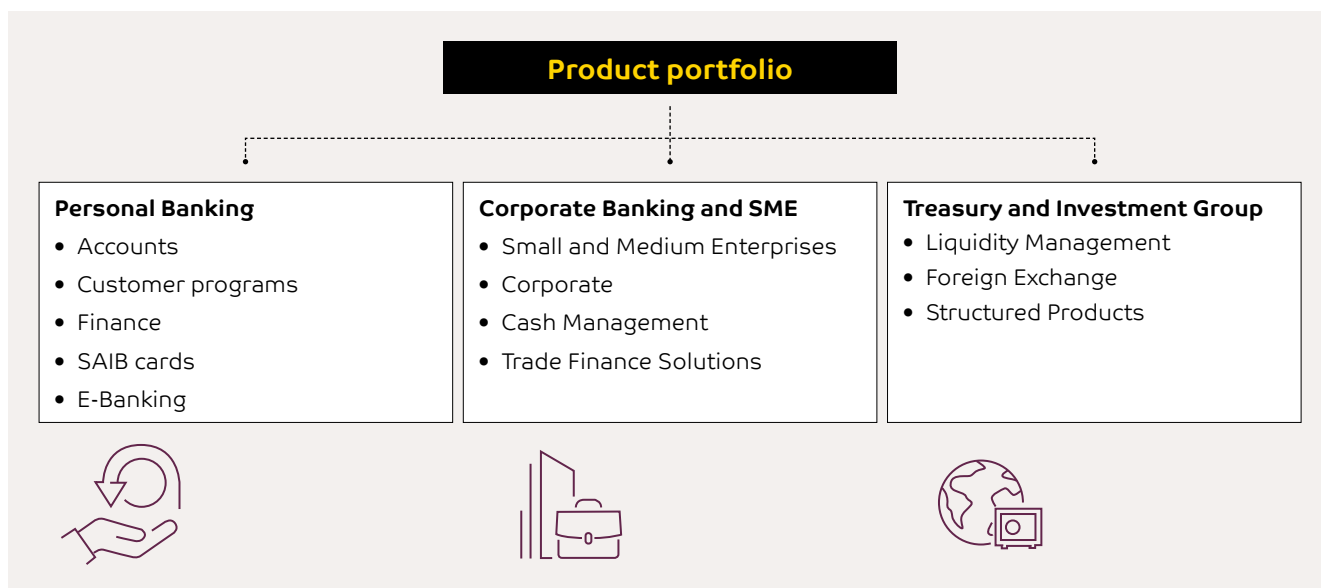 Product portfolio
Personal Banking
• Accounts
• Customer programs
• Finance
• SAIB cards
• E-Banking
Corporate Banking and SME
• Small and Medium Enterprises
• Corporate
• Cash Management
• Trade Finance Solutions
Treasury and Investment Group
• Liquidity Management
• Foreign Exchange
• Structured Products